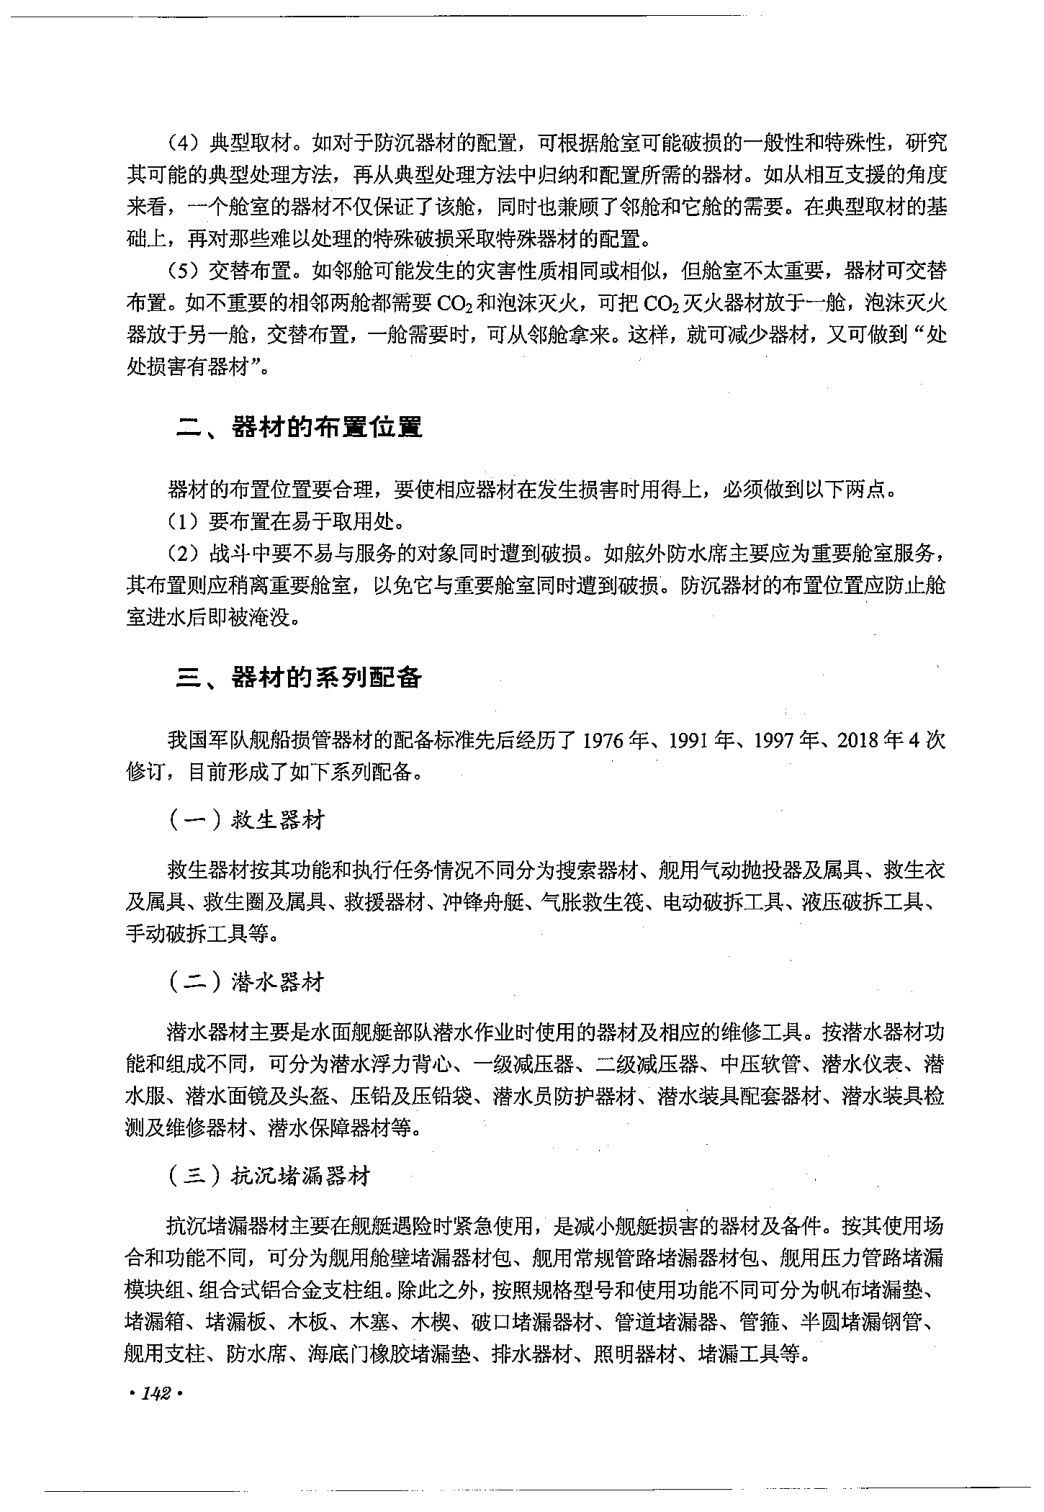 （4）典型取材。如对于防沉器材的配置，可根据舱室可能破损的一般性和特殊性，研究
其可能的典型处理方法，再从典型处理方法中归纳和配置所需的器材。如从相互支援的角度
来看，一个舱室的器材不仅保证了该舱，同时也兼顾了邻舱和它舱的需要。在典型取材的基
础上，再对那些难以处理的特殊破损采取特殊器材的配置。
（5）交替布置。如邻舱可能发生的灾害性质相同或相似，但舱室不太重要，器材可交替
布置。如不重要的相邻两舱都需要 CO₂和泡沫灭火，可把 CO₂灭火器材放于一舱，泡沫灭火
器放于另一舱，交替布置，一舱需要时，可从邻舱拿来。这样，就可减少器材，又可做到“处
处损害有器材”。
二、器材的布置位置
器材的布置位置要合理，要使相应器材在发生损害时用得上，必须做到以下两点。
（1）要布置在易于取用处。
（2）战斗中要不易与服务的对象同时遭到破损。如舷外防水席主要应为重要舱室服务，
其布置则应稍离重要舱室，以免它与重要舱室同时遭到破损。防沉器材的布置位置应防止舱
室进水后即被淹没。
三、器材的系列配备
我国军队舰船损管器材的配备标准先后经历了 1976 年、1991 年、1997 年、2018 年 4 次
修订，目前形成了如下系列配备。
（一）救生器材
救生器材按其功能和执行任务情况不同分为搜索器材、舰用气动抛投器及属具、救生衣
及属具、救生圈及属具、救援器材、冲锋舟艇、气胀救生筏、电动破拆工具、液压破拆工具、
手动破拆工具等。
（二）潜水器材
潜水器材主要是水面舰艇部队潜水作业时使用的器材及相应的维修工具。按潜水器材功
能和组成不同，可分为潜水浮力背心、一级减压器、二级减压器、中压软管、潜水仪表、潜
水服、潜水面镜及头盔、压铅及压铅袋、潜水员防护器材、潜水装具配套器材、潜水装具检
测及维修器材、潜水保障器材等。
（三）抗沉堵漏器材
抗沉堵漏器材主要在舰艇遇险时紧急使用，是减小舰艇损害的器材及备件。按其使用场
合和功能不同，可分为舰用舱壁堵漏器材包、舰用常规管路堵漏器材包、舰用压力管路堵漏
模块组、组合式铝合金支柱组。除此之外，按照规格型号和使用功能不同可分为帆布堵漏垫、
堵漏箱、堵漏板、木板、木塞、木楔、破口堵漏器材、管道堵漏器、管箍、半圆堵漏钢管、
舰用支柱、防水席、海底门橡胶堵漏垫、排水器材、照明器材、堵漏工具等。
·142·